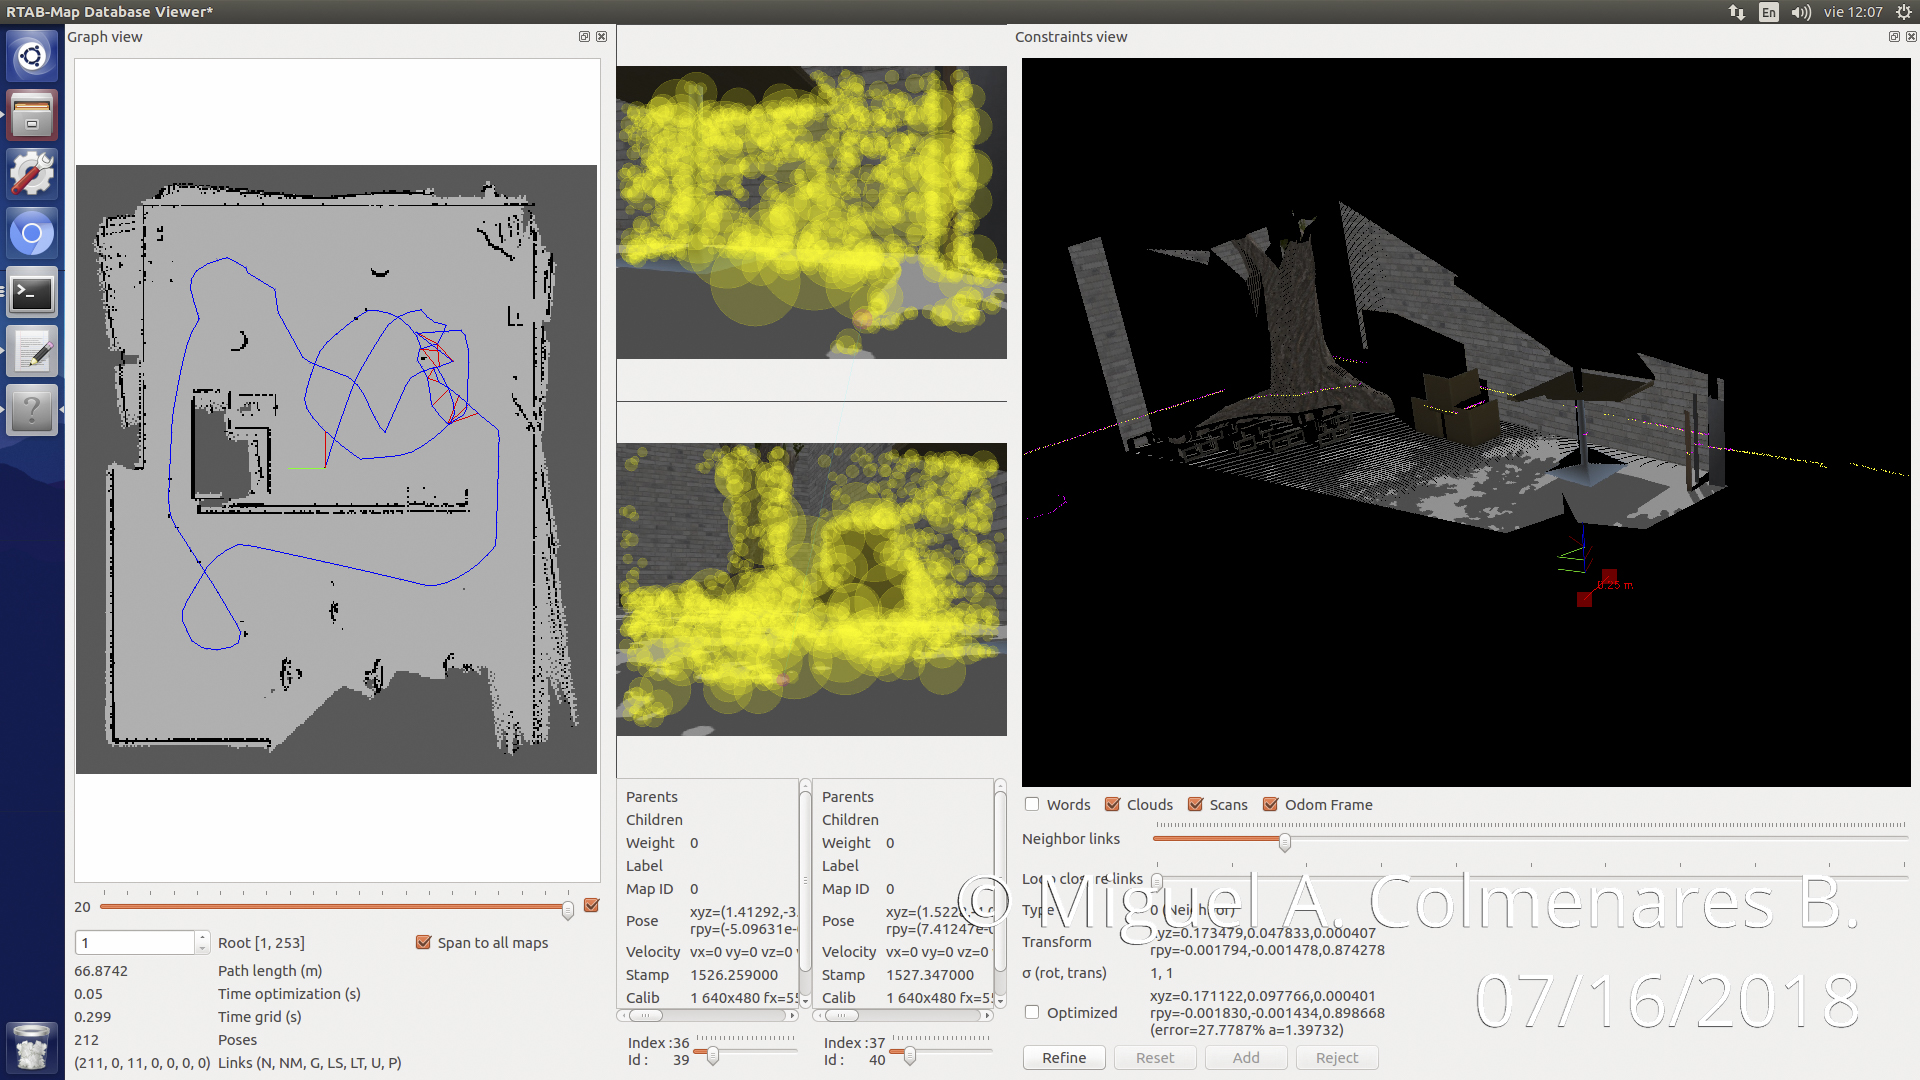 RTAB-Map Database Viewer*
En
vie 12:07
Graph view
Constraints view
0.25 m
Words
Clouds
Scans
Odom Frame
Neighbor links
Loop closure links
Type
0 (Neighbor)
Transform
xyz=0.173479,0.047833,0.000407
rpy=-0.001794,-0.001478,0.874278
σ (rot, trans)
1, 1
Optimized
xyz=0.171122,0.097766,0.000401
rpy=-0.001830,-0.001434,0.898668
(error=27.7787% a=1.39732)
Refine
Reset
Add
Reject
Parents
Children
Weight 0
Label
Map ID 0
Pose
xyz=(1.41292,-3.
rpy=(-5.09631e-
Velocity vx=0 vy=0 vz=0
Stamp 1526.259000
Calib 1 640x480 fx=55
Index :36
Id : 39
Parents
Children
Weight 0
Label
Map ID 0
Pose
rpy=(7.41247e-
Velocity vx=0 vy=0 vz=0
Stamp 1527.347000
Calib 1 640x480 fx=55
Index :37
Id : 40
20
1
Root [1, 253]
Span to all maps
66.8742 Path length (m)
0.05 Time optimization (s)
0.299 Time grid (s)
212 Poses
(211, 0, 11, 0, 0, 0, 0) Links (N, NM, G, LS, LT, U, P)
© Miguel A. Colmenares B.
07/16/2018